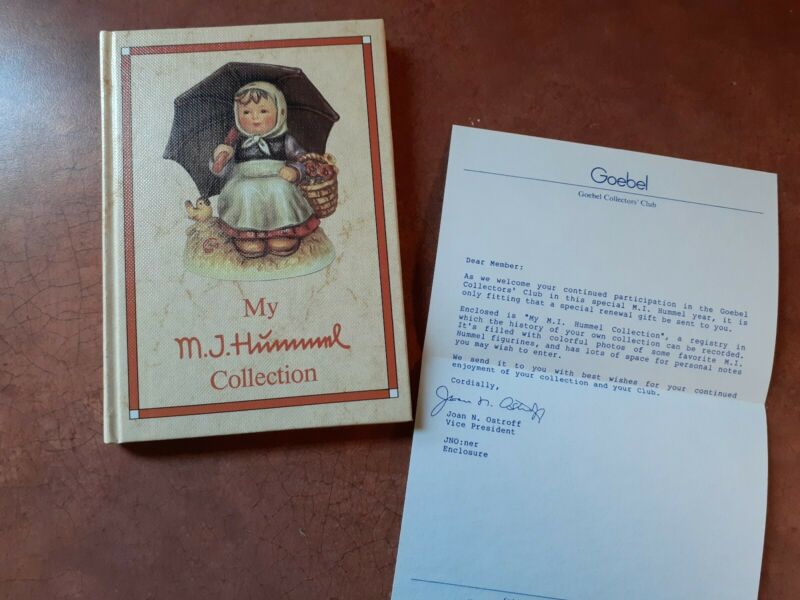 My
M.J.Hümmel
Collection
Goebel
Goebel Collectors' Club
Dear Member:
As we welcome your continued participation in the Goebel
Collectors' Club in this special M.I. Hummel year, it is
only fitting that a special renewal gift be sent to you.
Enclosed is "My M.I. Hummel Collection", a registry in
which the history of your own collection can be recorded.
It's filled with colorful photos of some favorite M.I.
Hummel figurines, and has lots of space for personal notes
you may wish to enter.
We send it to you with best wishes for your continued
enjoyment of your collection and your Club.
Cordially,
Joan N. Ostroff
Joan N. Ostroff
Vice President
JNO:ner
Enclosure